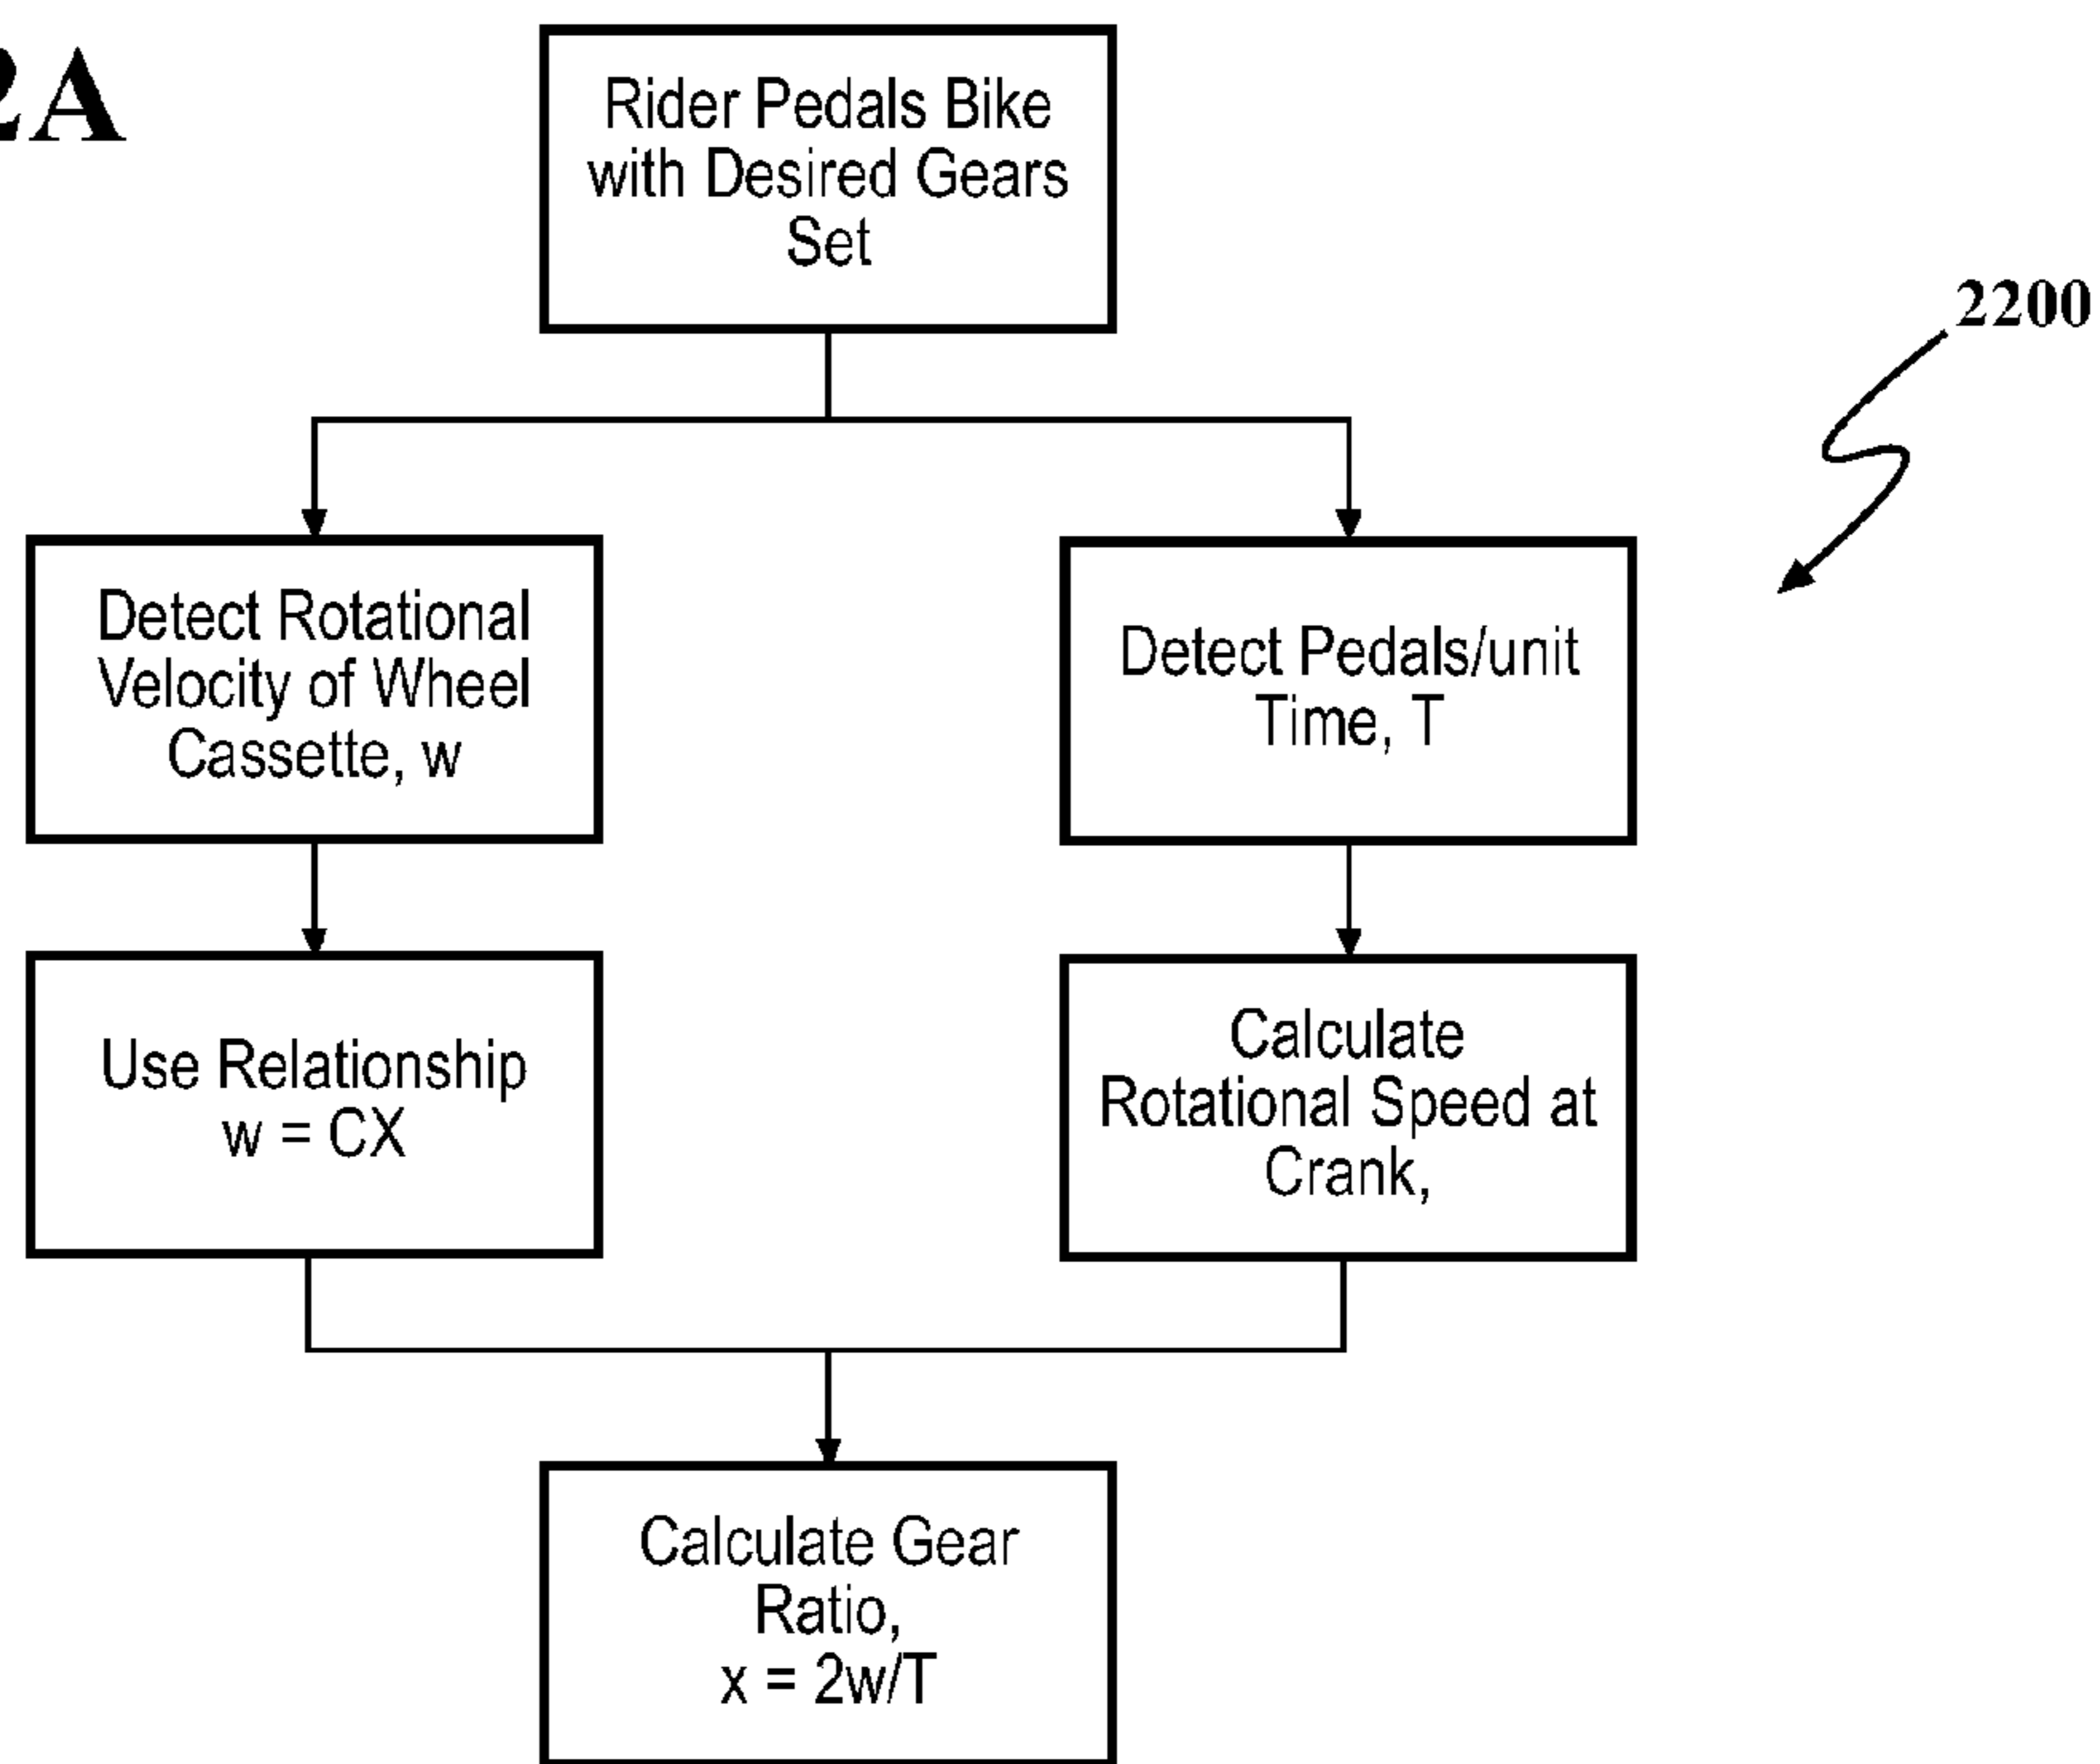 2A
Rider Pedals Bike
with Desired Gears
Set
2200
Detect Rotational
Velocity of Wheel
Cassette, w
Detect Pedals/unit
Time, T
Use Relationship
w = CX
Calculate
Rotational Speed at
Crank,
Calculate Gear
Ratio,
x = 2w/T